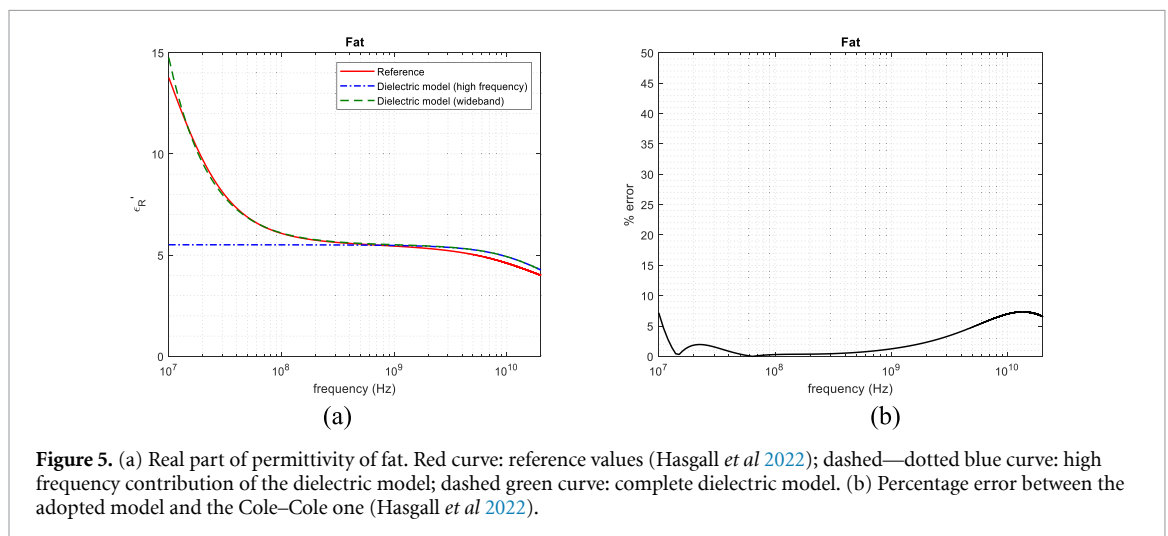 Fat
15
10
5
0
ϵR'
Reference
Dielectric model (high frequency)
Dielectric model (wideband)
10^7
10^8
10^9
10^10
frequency (Hz)
(a)
Fat
50
45
40
35
30
25
20
15
10
5
0
% error
10^7
10^8
10^9
10^10
frequency (Hz)
(b)
Figure 5. (a) Real part of permittivity of fat. Red curve: reference values (Hasgall et al 2022); dashed—dotted blue curve: high
frequency contribution of the dielectric model; dashed green curve: complete dielectric model. (b) Percentage error between the
adopted model and the Cole–Cole one (Hasgall et al 2022).